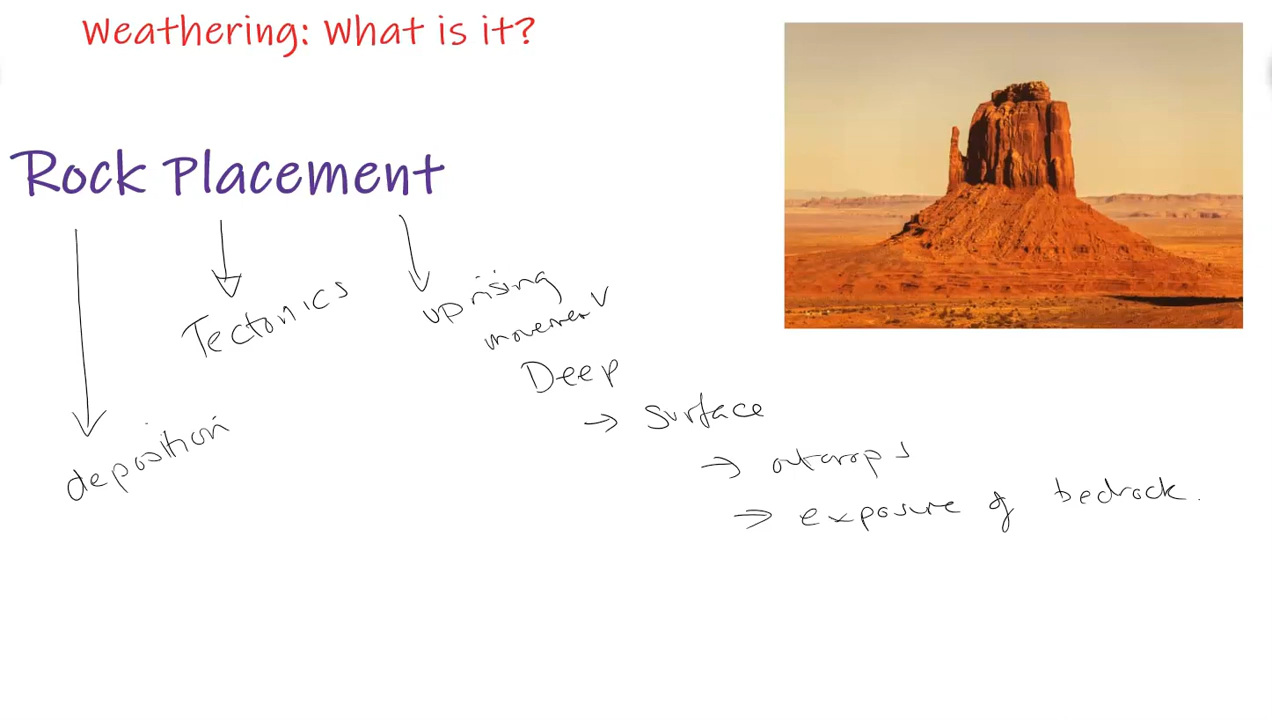 Weathering: What is it?
Rock Placement
Tectonics
uprising
movement
Deep
→ surface
→ outcrops
→ exposure of bedrock.
deposition